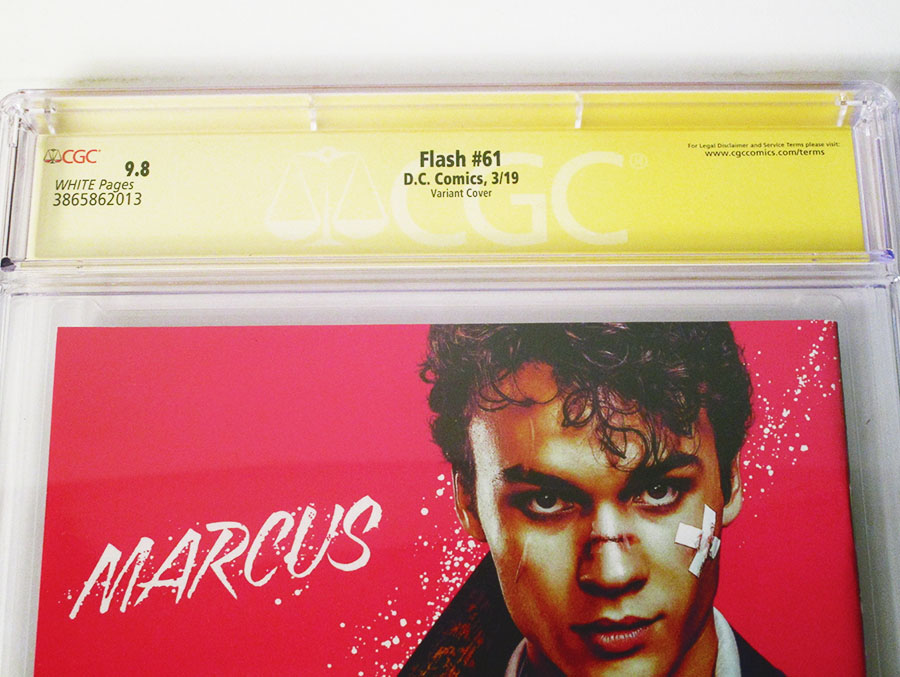 CGC
9.8
WHITE Pages
3865862013
Flash #61
D.C. Comics, 3/19
Variant Cover
For Legal Disclaimer and Service Terms please visit:
www.cgccomics.com/terms
CGC
MARCUS